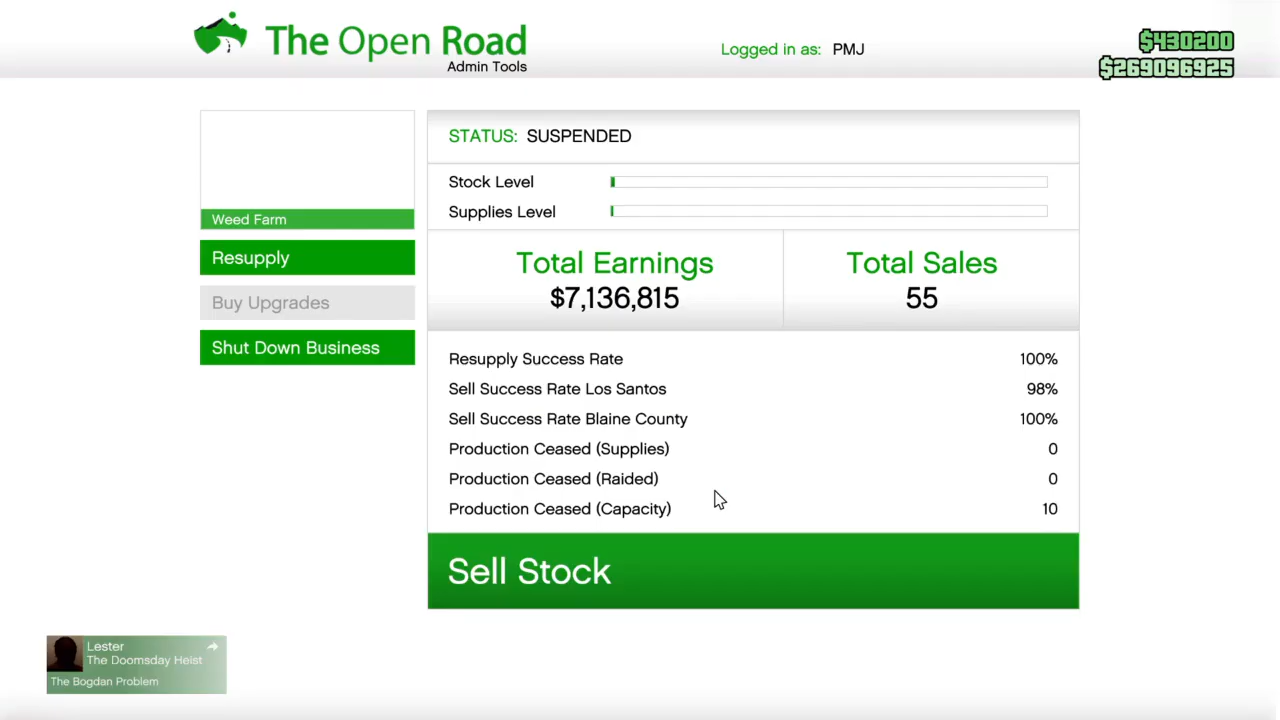 The Open Road
Admin Tools
Logged in as: PMJ
$430200
$269096925
Weed Farm
Resupply
Buy Upgrades
Shut Down Business
STATUS: SUSPENDED
Stock Level
Supplies Level
Total Earnings
$7,136,815
Total Sales
55
Resupply Success Rate 100%
Sell Success Rate Los Santos 98%
Sell Success Rate Blaine County 100%
Production Ceased (Supplies) 0
Production Ceased (Raided) 0
Production Ceased (Capacity) 10
Sell Stock
Lester
The Doomsday Heist
The Bogdan Problem